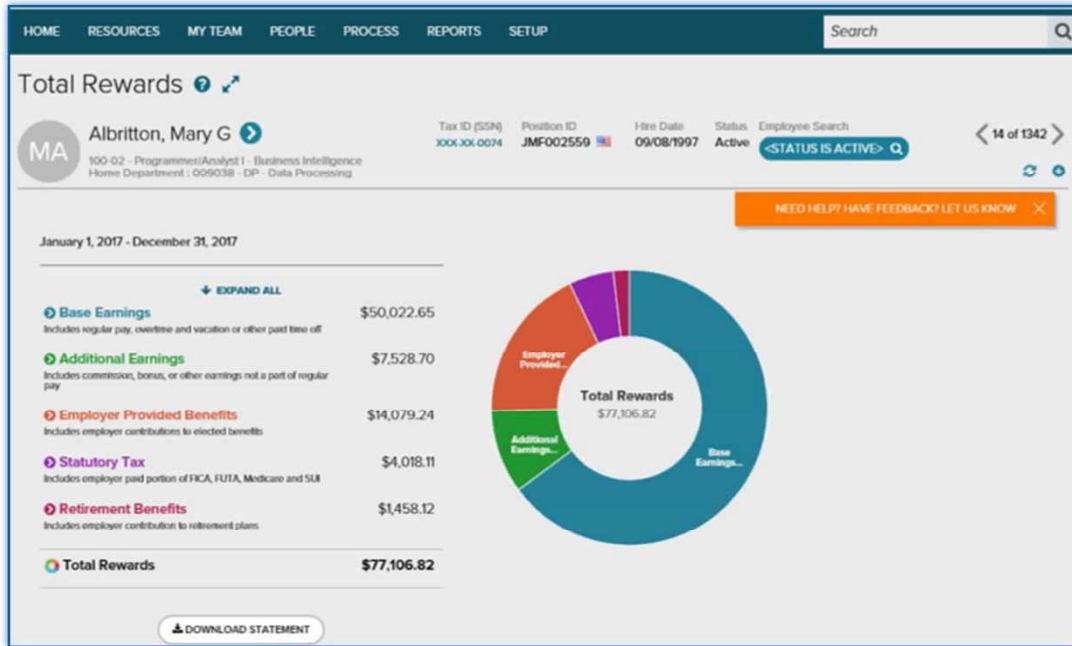 HOME RESOURCES MY TEAM PEOPLE PROCESS REPORTS SETUP Search
Total Rewards
MA
Albritton, Mary G
100-02 - Programmer/Analyst I - Business Intelligence
Home Department : 009038 - DP - Data Processing
Tax ID (SSN) Position ID Hire Date Status Employee Search
XXX-XX-0074 JMF002559 09/08/1997 Active <STATUS IS ACTIVE>
14 of 1342
NEED HELP? HAVE FEEDBACK? LET US KNOW
January 1, 2017 - December 31, 2017
EXPAND ALL
Base Earnings $50,022.65
Includes regular pay, overtime and vacation or other paid time off
Additional Earnings $7,528.70
Includes commission, bonus, or other earnings not a part of regular
pay
Employer Provided Benefits $14,079.24
Includes employer contributions to elected benefits
Statutory Tax $4,018.11
Includes employer paid portion of FICA, FUTA, Medicare and SUI
Retirement Benefits $1,458.12
Includes employer contribution to retirement plans
Total Rewards $77,106.82
DOWNLOAD STATEMENT
Employer
Provided...
Additional
Earnings...
Total Rewards
$77,106.82
Base
Earnings...